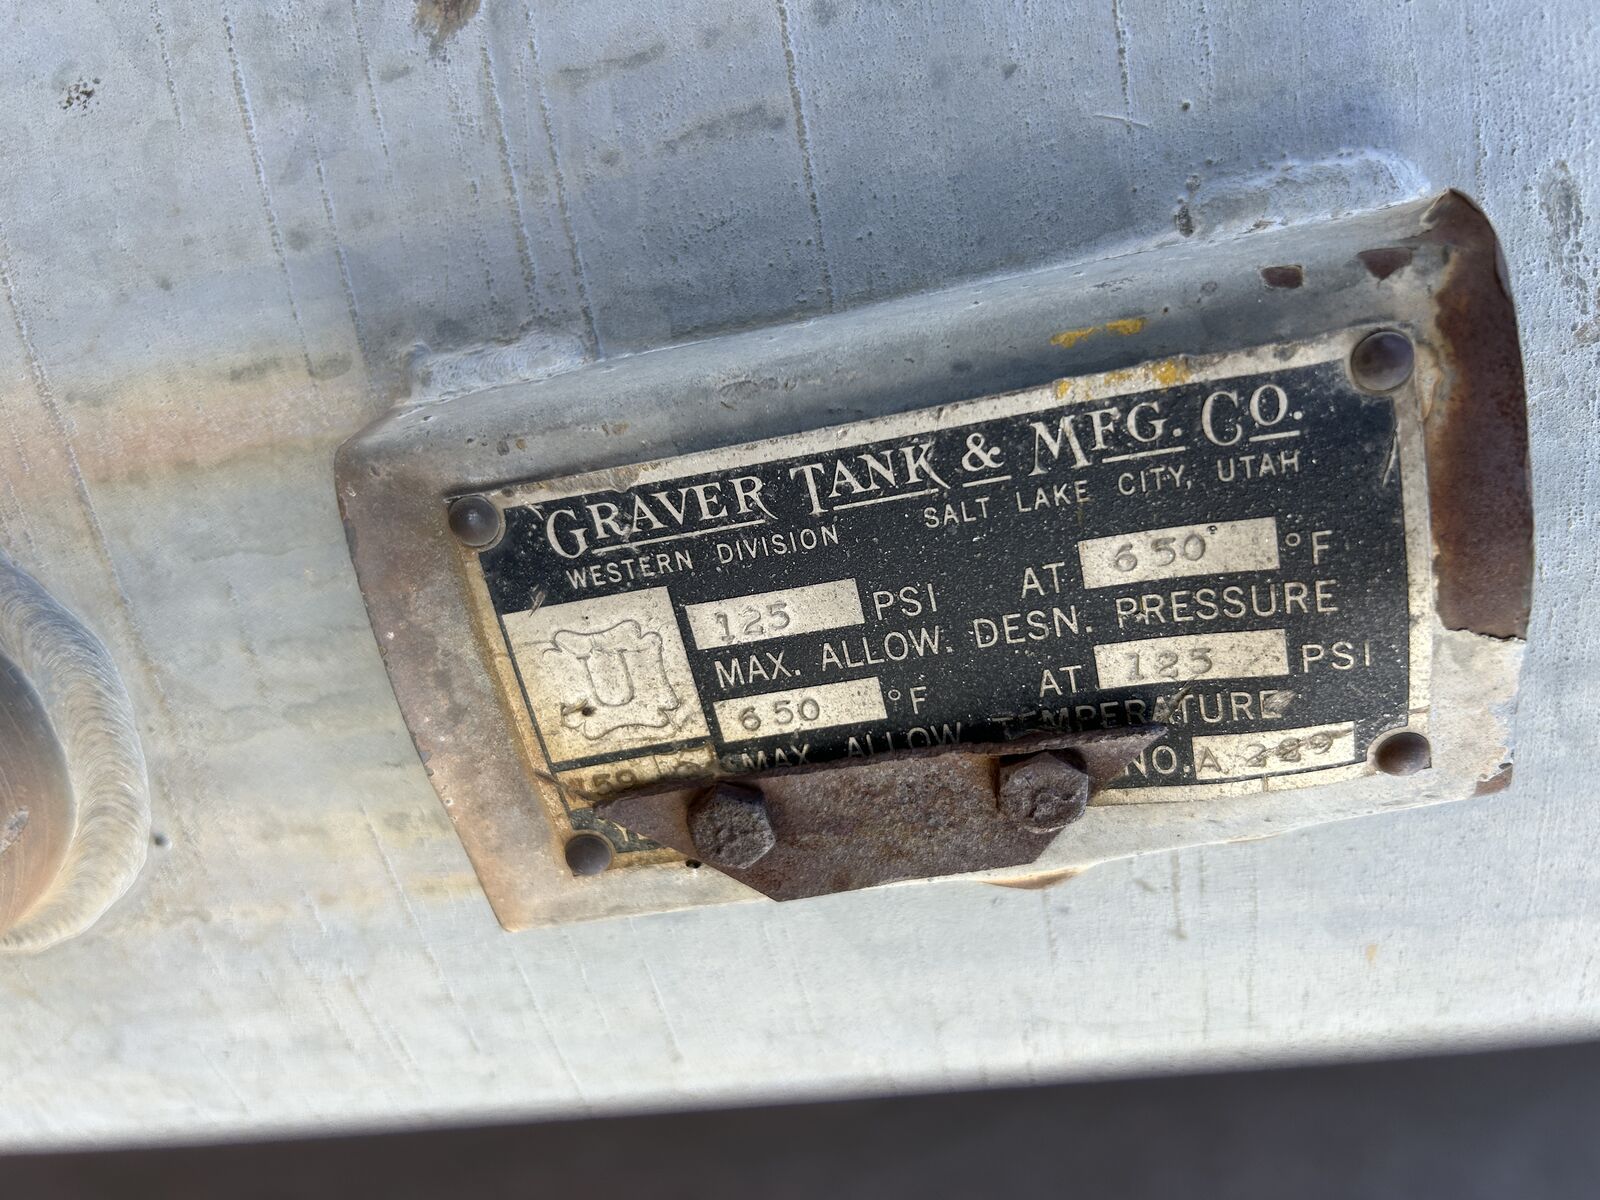 GRAVER TANK & MFG. CO.
WESTERN DIVISION SALT LAKE CITY, UTAH
U 125 PSI AT 650° °F
MAX. ALLOW. DESN. PRESSURE
650 °F AT 125 PSI
MAX. ALLOW. TEMPERATURE
NO. A 289